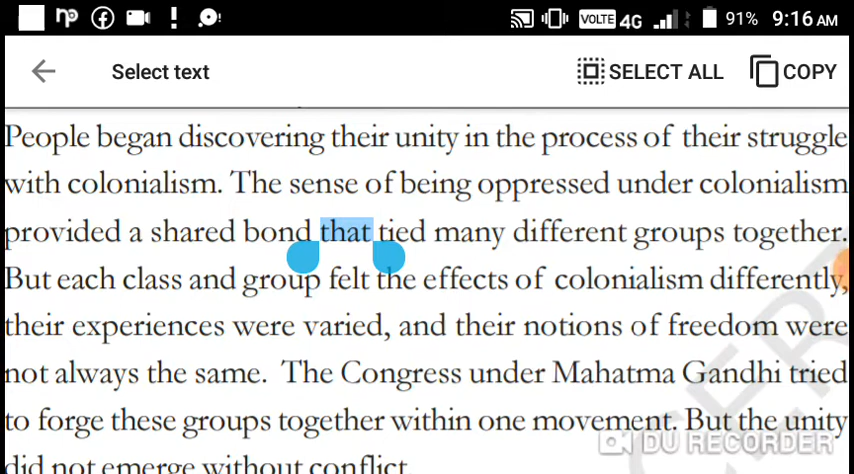 VOLTE 4G 91% 9:16 AM
Select text SELECT ALL COPY
People began discovering their unity in the process of their struggle
with colonialism. The sense of being oppressed under colonialism
provided a shared bond that tied many different groups together.
But each class and group felt the effects of colonialism differently,
their experiences were varied, and their notions of freedom were
not always the same. The Congress under Mahatma Gandhi tried
to forge these groups together within one movement. But the unity
DU RECORDER
did not emerge without conflict.